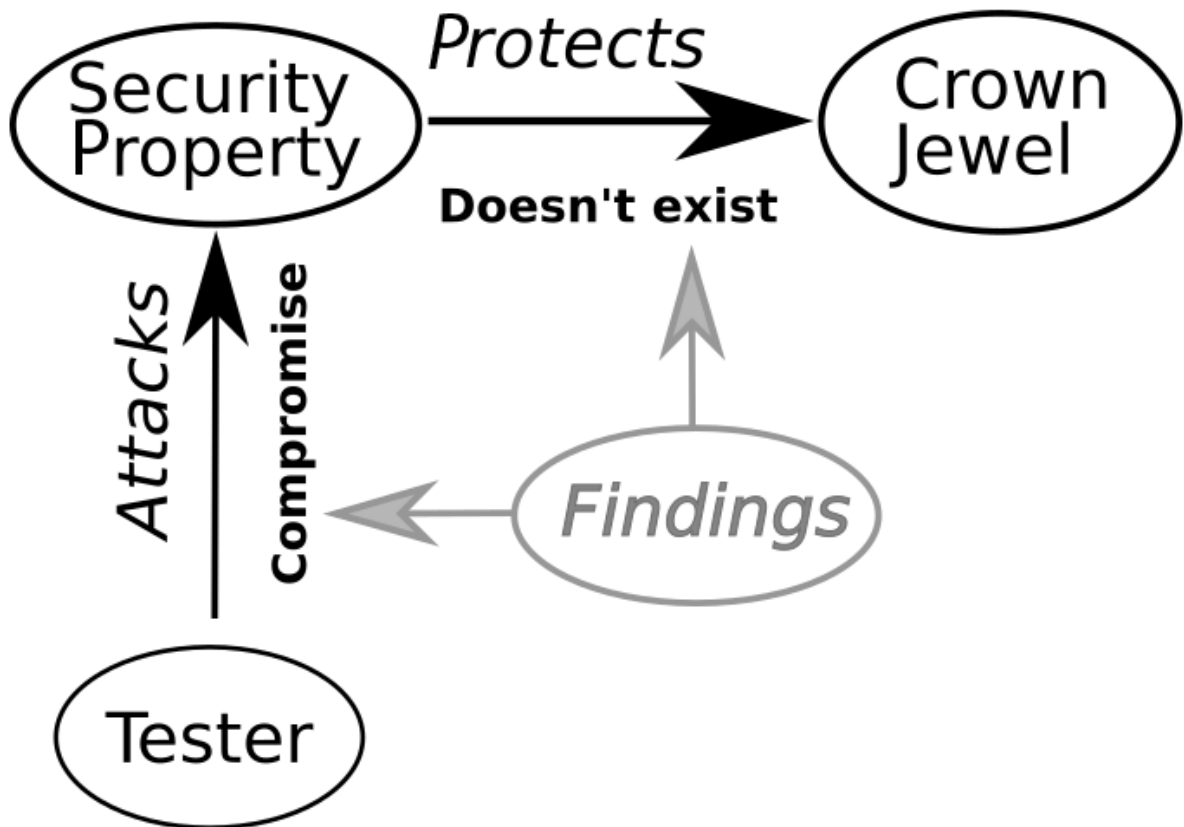 Protects
Security
Property
Crown
Jewel
Doesn't exist
Attacks
Compromise
Findings
Tester